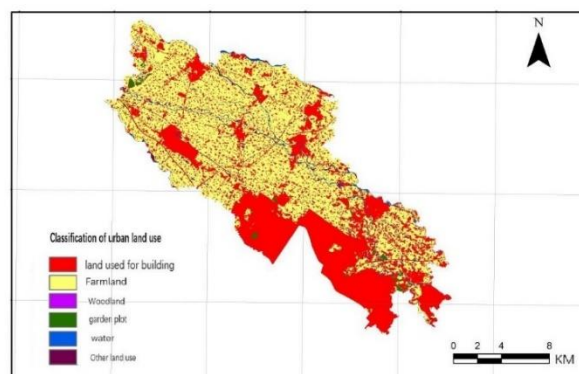 N
Classification of urban land use
land used for building
Farmland
Woodland
garden plot
water
Other land use
0 2 4 8
KM